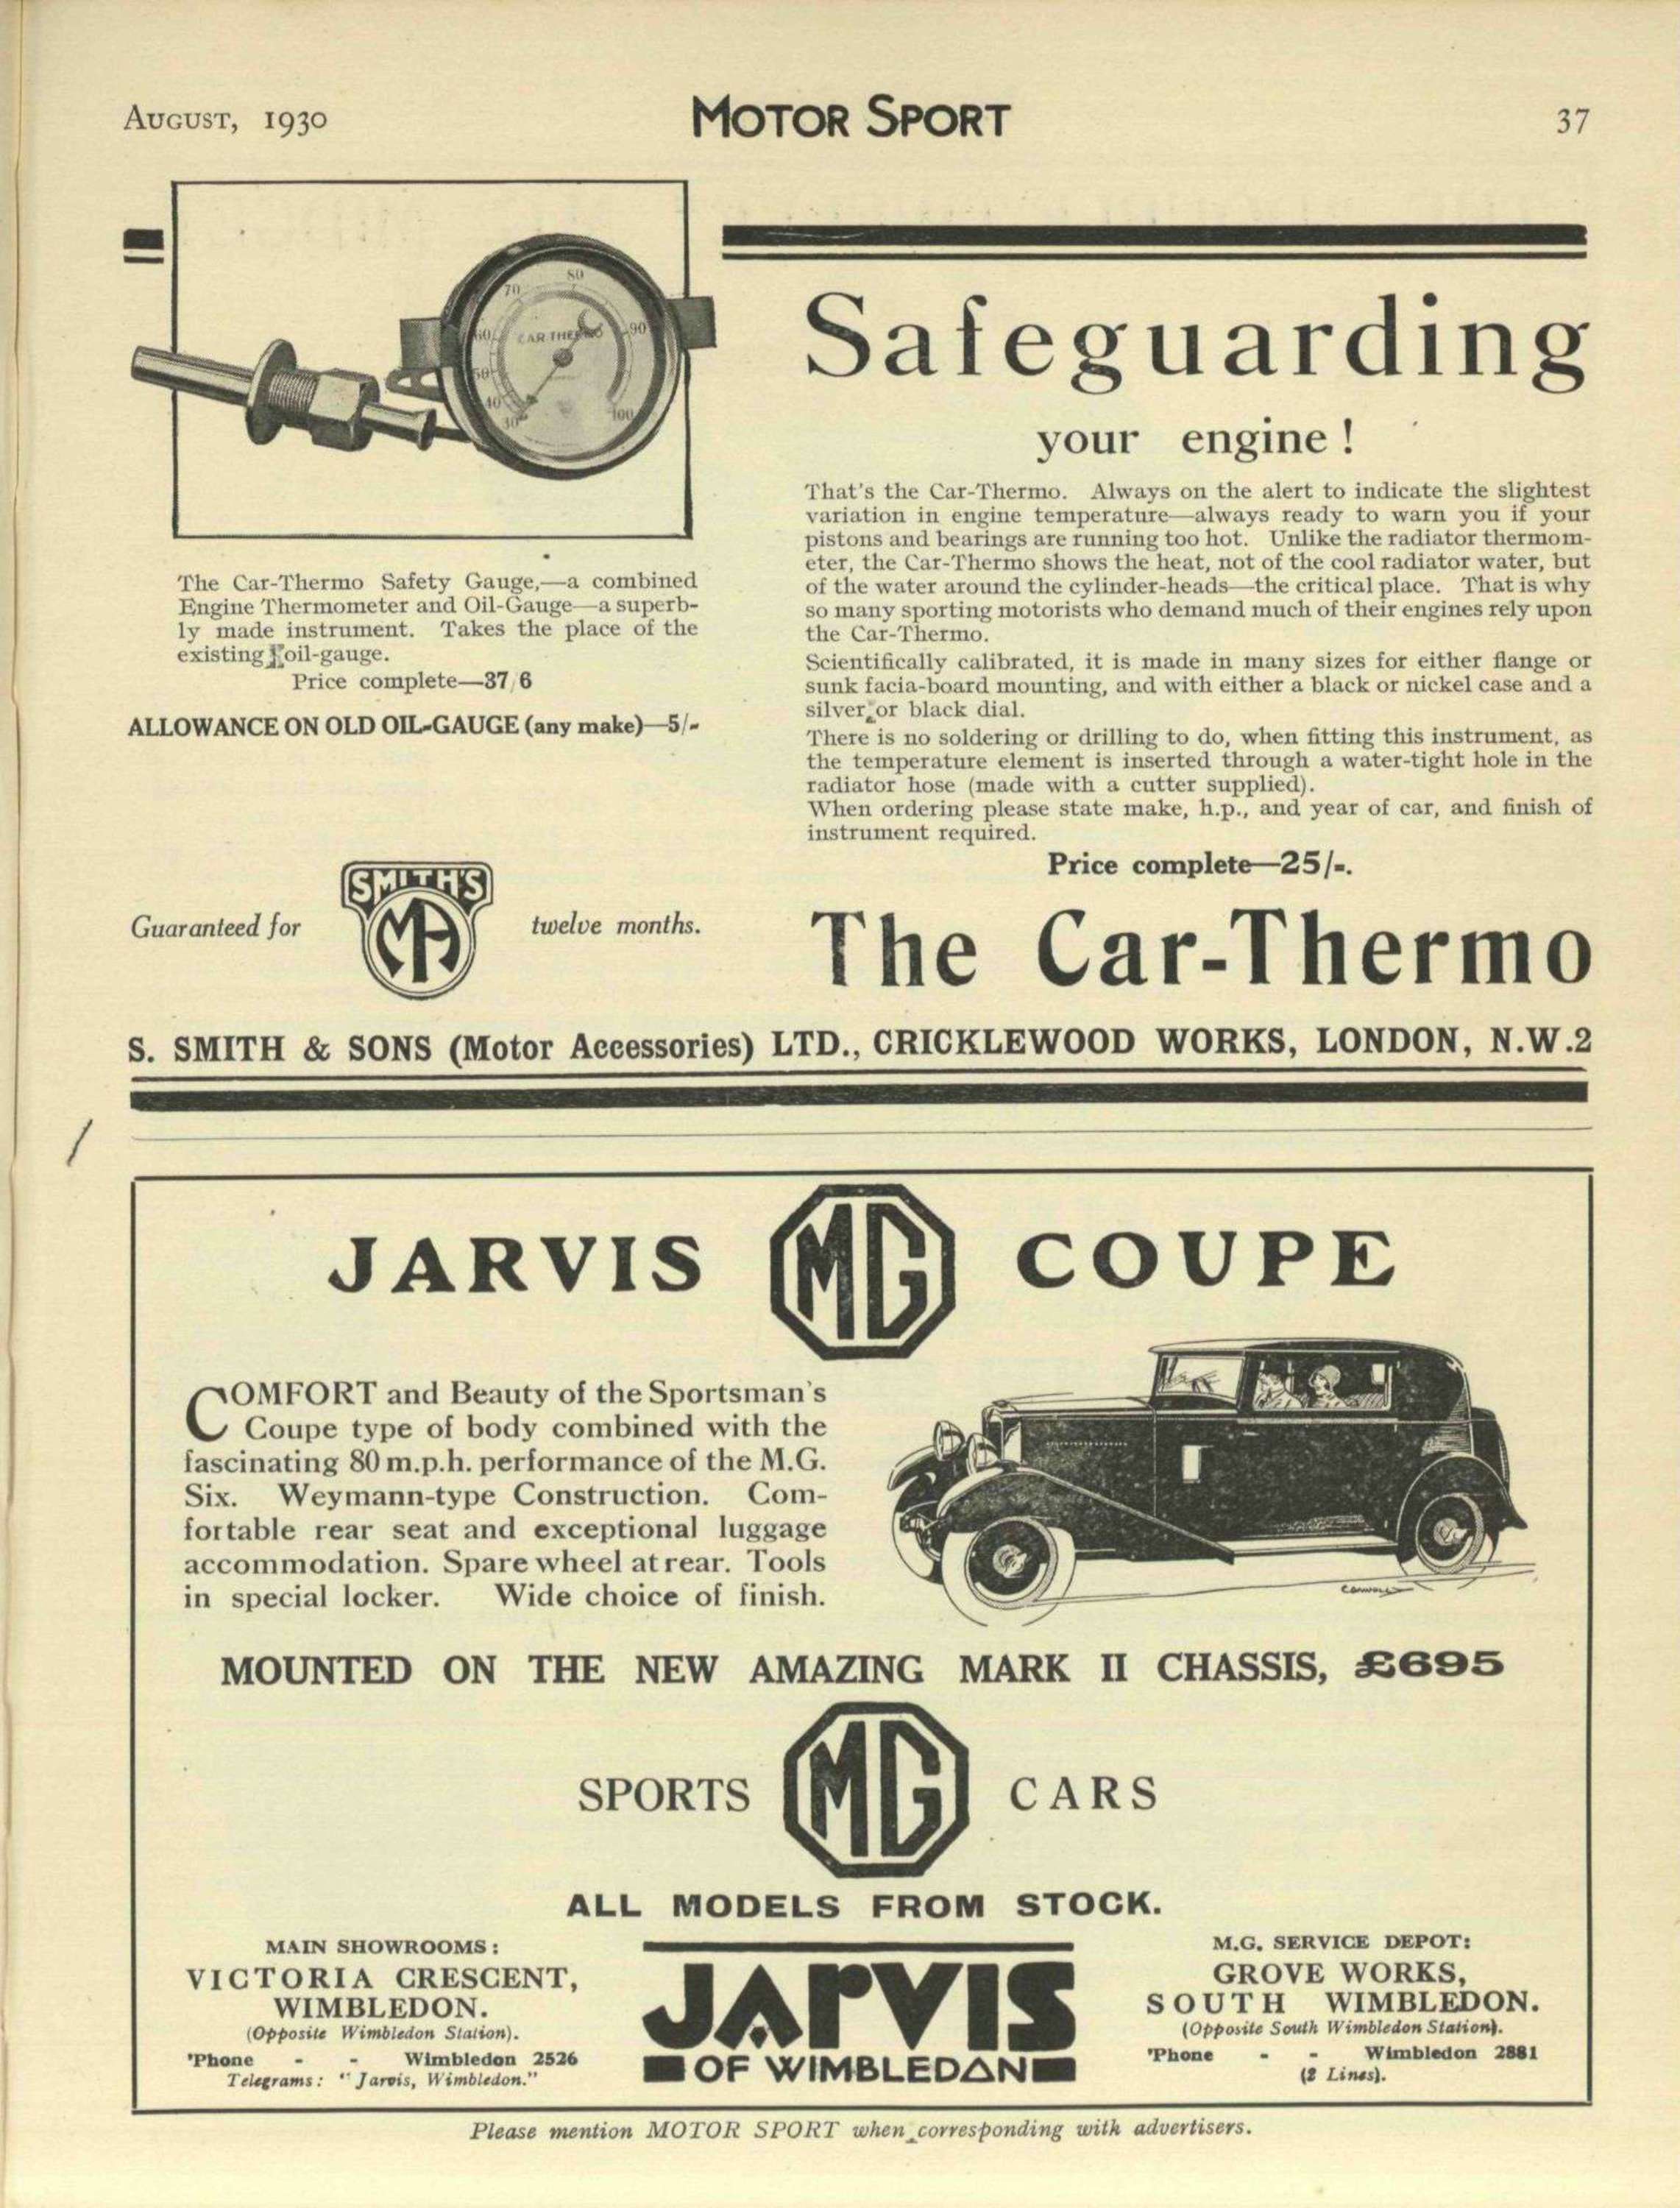 AUGUST, 1930
MOTOR SPORT
37
80
70
90
60
CAR THERMO
50
40
30
100
Safeguarding
your engine !
That's the Car-Thermo. Always on the alert to indicate the slightest
variation in engine temperature—always ready to warn you if your
pistons and bearings are running too hot. Unlike the radiator thermom-
eter, the Car-Thermo shows the heat, not of the cool radiator water, but
of the water around the cylinder-heads—the critical place. That is why
so many sporting motorists who demand much of their engines rely upon
the Car-Thermo.
Scientifically calibrated, it is made in many sizes for either flange or
sunk facia-board mounting, and with either a black or nickel case and a
silver or black dial.
There is no soldering or drilling to do, when fitting this instrument, as
the temperature element is inserted through a water-tight hole in the
radiator hose (made with a cutter supplied).
When ordering please state make, h.p., and year of car, and finish of
instrument required.
Price complete—25/-.
The Car-Thermo Safety Gauge,—a combined
Engine Thermometer and Oil-Gauge—a superb-
ly made instrument. Takes the place of the
existing oil-gauge.
Price complete—37/6
ALLOWANCE ON OLD OIL-GAUGE (any make)—5/-
Guaranteed for
SMITH'S
MA
twelve months.
The Car-Thermo
S. SMITH & SONS (Motor Accessories) LTD., CRICKLEWOOD WORKS, LONDON, N.W.2
JARVIS MG COUPE
COMFORT and Beauty of the Sportsman's
Coupe type of body combined with the
fascinating 80 m.p.h. performance of the M.G.
Six. Weymann-type Construction. Com-
fortable rear seat and exceptional luggage
accommodation. Spare wheel at rear. Tools
in special locker. Wide choice of finish.
MOUNTED ON THE NEW AMAZING MARK II CHASSIS, £695
SPORTS MG CARS
ALL MODELS FROM STOCK.
MAIN SHOWROOMS :
VICTORIA CRESCENT,
WIMBLEDON.
(Opposite Wimbledon Station).
'Phone - - Wimbledon 2526
Telegrams : "Jarvis, Wimbledon."
JARVIS
OF WIMBLEDON
M.G. SERVICE DEPOT:
GROVE WORKS,
SOUTH WIMBLEDON.
(Opposite South Wimbledon Station).
'Phone - - Wimbledon 2881
(2 Lines).
Please mention MOTOR SPORT when corresponding with advertisers.